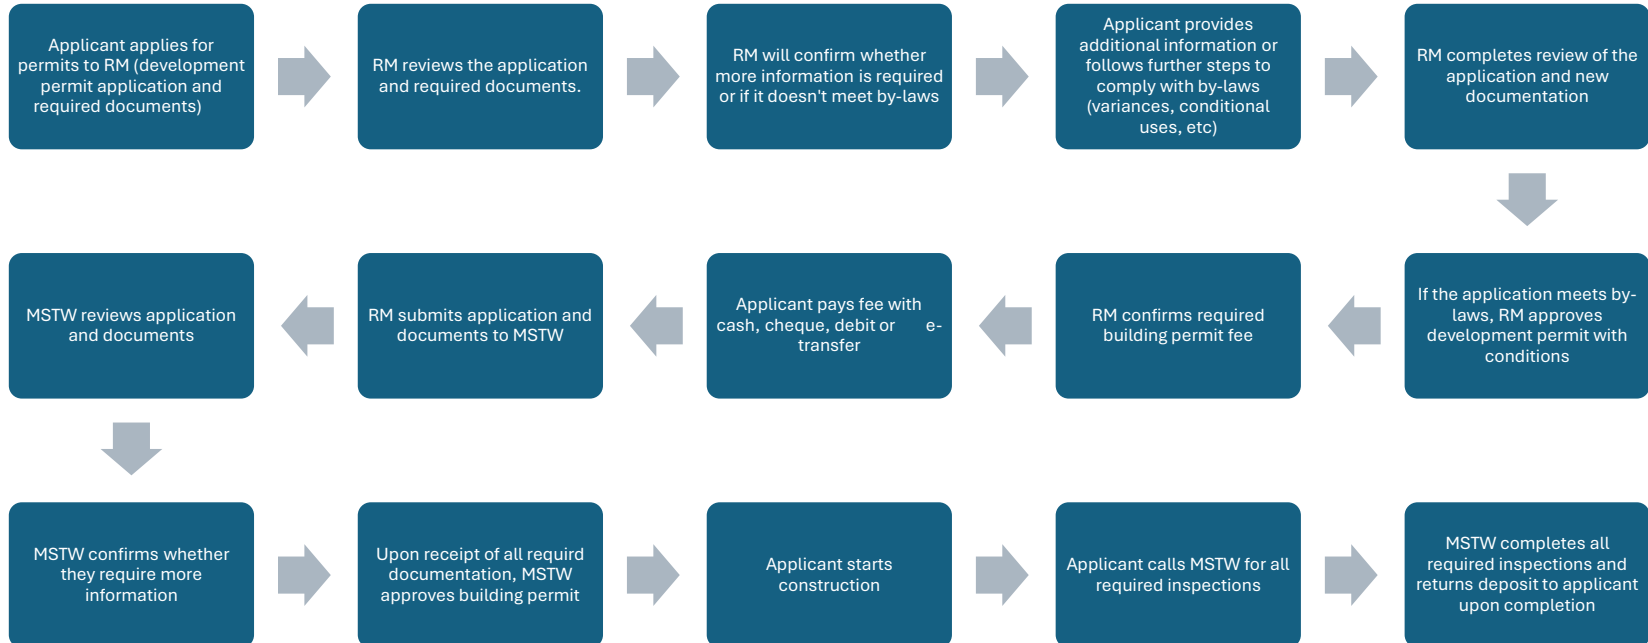 Applicant applies for
permits to RM (development
permit application and
required documents)
RM reviews the application
and required documents.
RM will confirm whether
more information is required
or if it doesn't meet by-laws
Applicant provides
additional information or
follows further steps to
comply with by-laws
(variances, conditional
uses, etc)
RM completes review of the
application and new
documentation
If the application meets by-
laws, RM approves
development permit with
conditions
RM confirms required
building permit fee
Applicant pays fee with
cash, cheque, debit or e-
transfer
RM submits application and
documents to MSTW
MSTW reviews application
and documents
MSTW confirms whether
they require more
information
Upon receipt of all requird
documentation, MSTW
approves building permit
Applicant starts
construction
Applicant calls MSTW for all
required inspections
MSTW completes all
required inspections and
returns deposit to applicant
upon completion